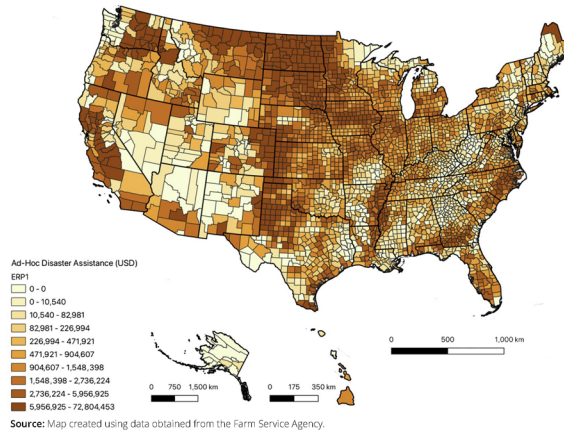 Ad-Hoc Disaster Assistance (USD)
ERP1
0 - 0
0 - 10,540
10,540 - 82,981
82,981 - 226,994
226,994 - 471,921
471,921 - 904,607
904,607 - 1,548,398
1,548,398 - 2,736,224
2,736,224 - 5,956,925
5,956,925 - 72,804,453
0 500 1,000 km
0 750 1,500 km
0 175 350 km
Source: Map created using data obtained from the Farm Service Agency.